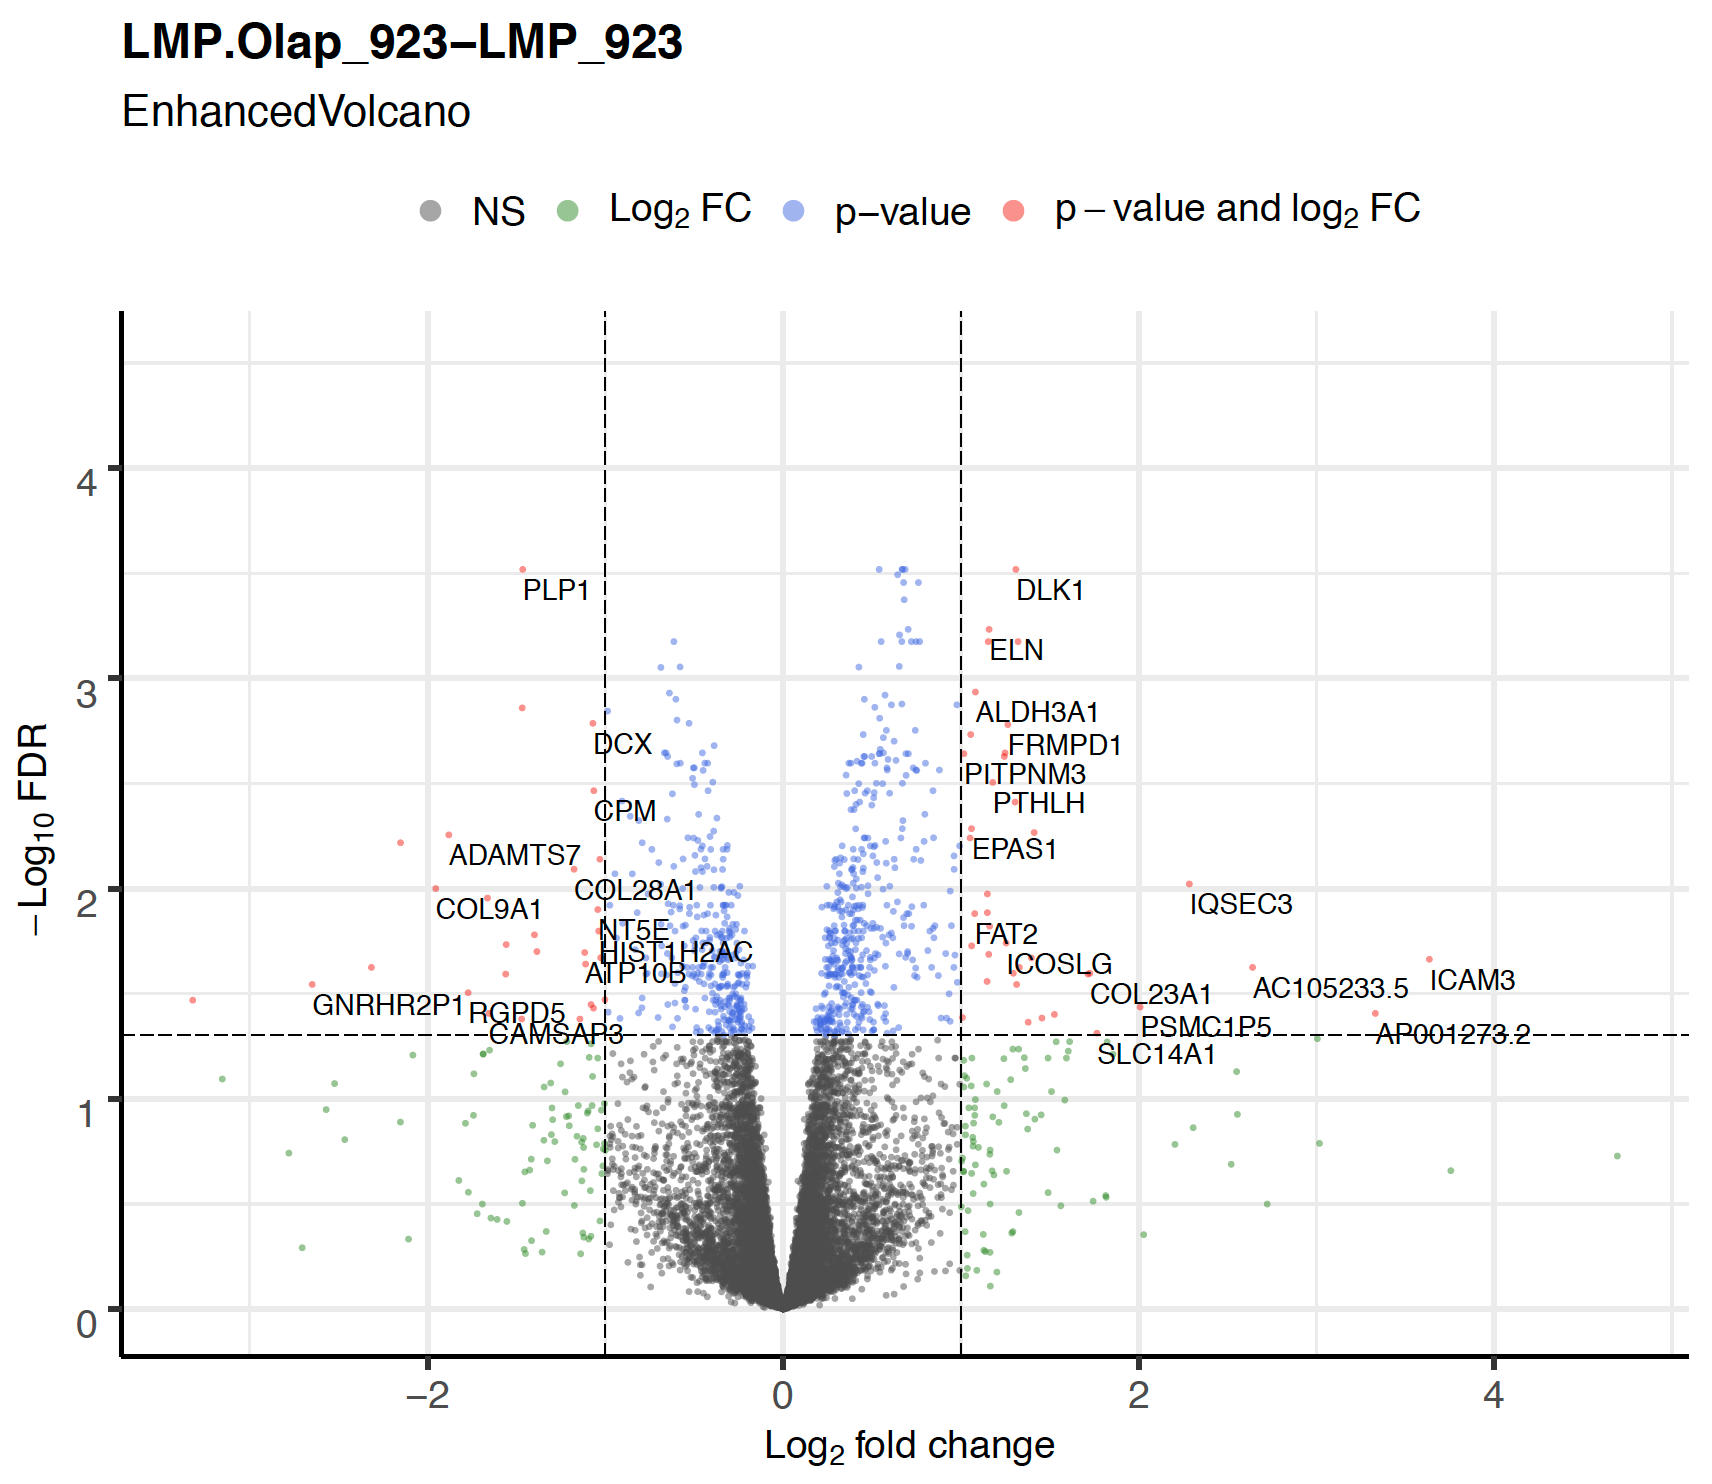 LMP.Olap_923−LMP_923
EnhancedVolcano
NS
Log2 FC
p−value
p − value and log2 FC
4
3
2
1
0
−Log10 FDR
PLP1
DLK1
ELN
ALDH3A1
DCX
FRMPD1
PITPNM3
PTHLH
CPM
EPAS1
ADAMTS7
COL28A1
COL9A1
IQSEC3
NT5E
FAT2
HIST1H2AC
ICOSLG
ATP10B
ICAM3
AC105233.5
COL23A1
GNRHR2P1
RGPD5
PSMC1P5
CAMSAP3
AP001273.2
SLC14A1
−2
0
2
4
Log2 fold change